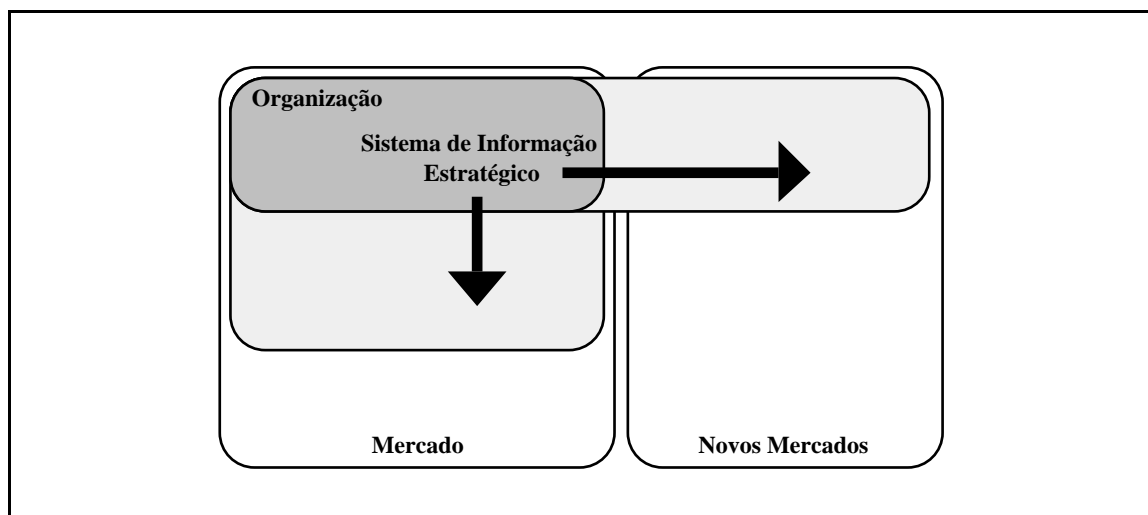 Organização
Sistema de Informação
Estratégico
Mercado
Novos Mercados